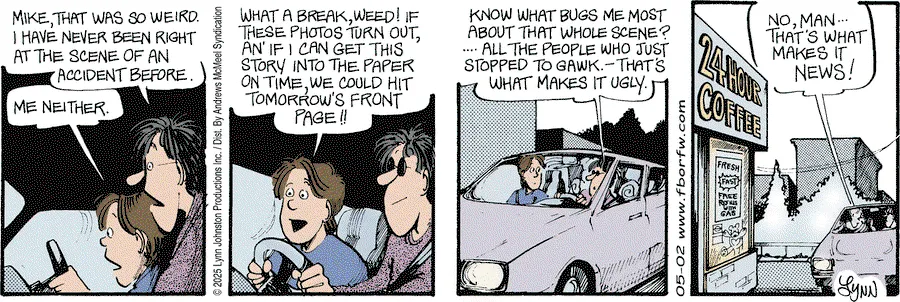 MIKE, THAT WAS SO WEIRD.
I HAVE NEVER BEEN RIGHT
AT THE SCENE OF AN
ACCIDENT BEFORE.
ME NEITHER.
© 2025 Lynn Johnston Productions Inc. / Dist. By Andrews McMeel Syndication
WHAT A BREAK, WEED! IF
THESE PHOTOS TURN OUT,
AN' IF I CAN GET THIS
STORY INTO THE PAPER
ON TIME, WE COULD HIT
TOMORROW'S FRONT
PAGE!!
KNOW WHAT BUGS ME MOST
ABOUT THAT WHOLE SCENE?
.... ALL THE PEOPLE WHO JUST
STOPPED TO GAWK. – THAT'S
WHAT MAKES IT UGLY.
05-02 www.fborfw.com
24 HOUR
COFFEE
FRESH
FAST
FREE
WITH
GAS
NO, MAN...
THAT'S WHAT
MAKES IT
NEWS!
LYNN